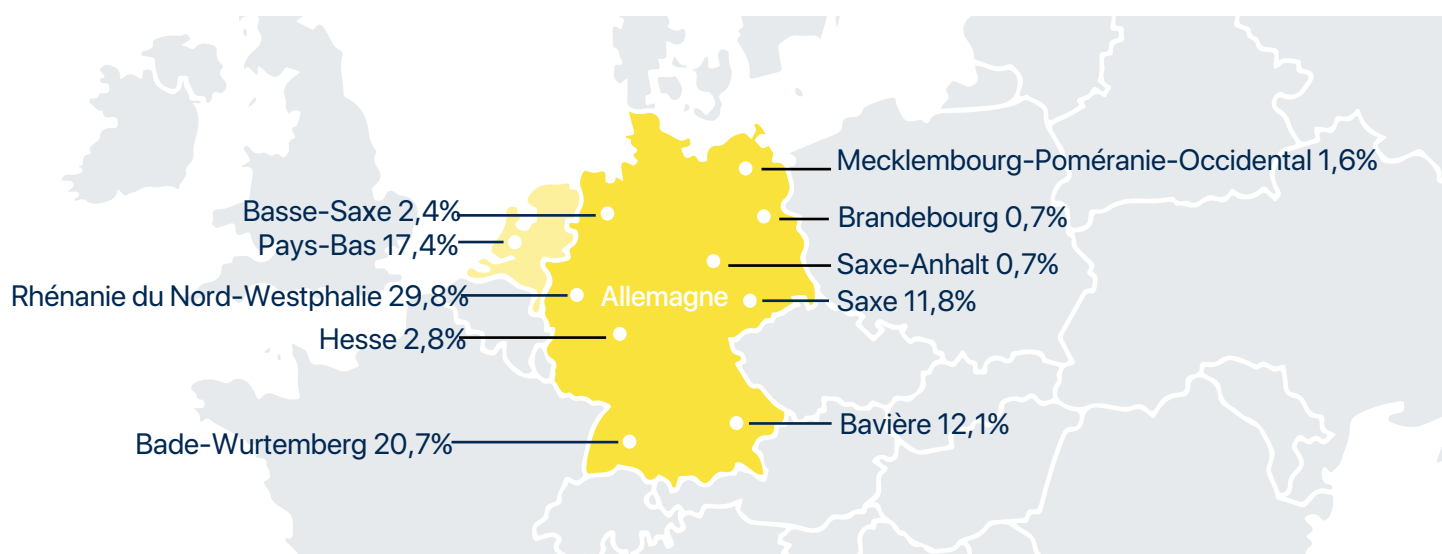 Mecklembourg-Poméranie-Occidental 1,6%
Basse-Saxe 2,4%
Brandebourg 0,7%
Pays-Bas 17,4%
Saxe-Anhalt 0,7%
Rhénanie du Nord-Westphalie 29,8%
Allemagne
Saxe 11,8%
Hesse 2,8%
Bavière 12,1%
Bade-Wurtemberg 20,7%